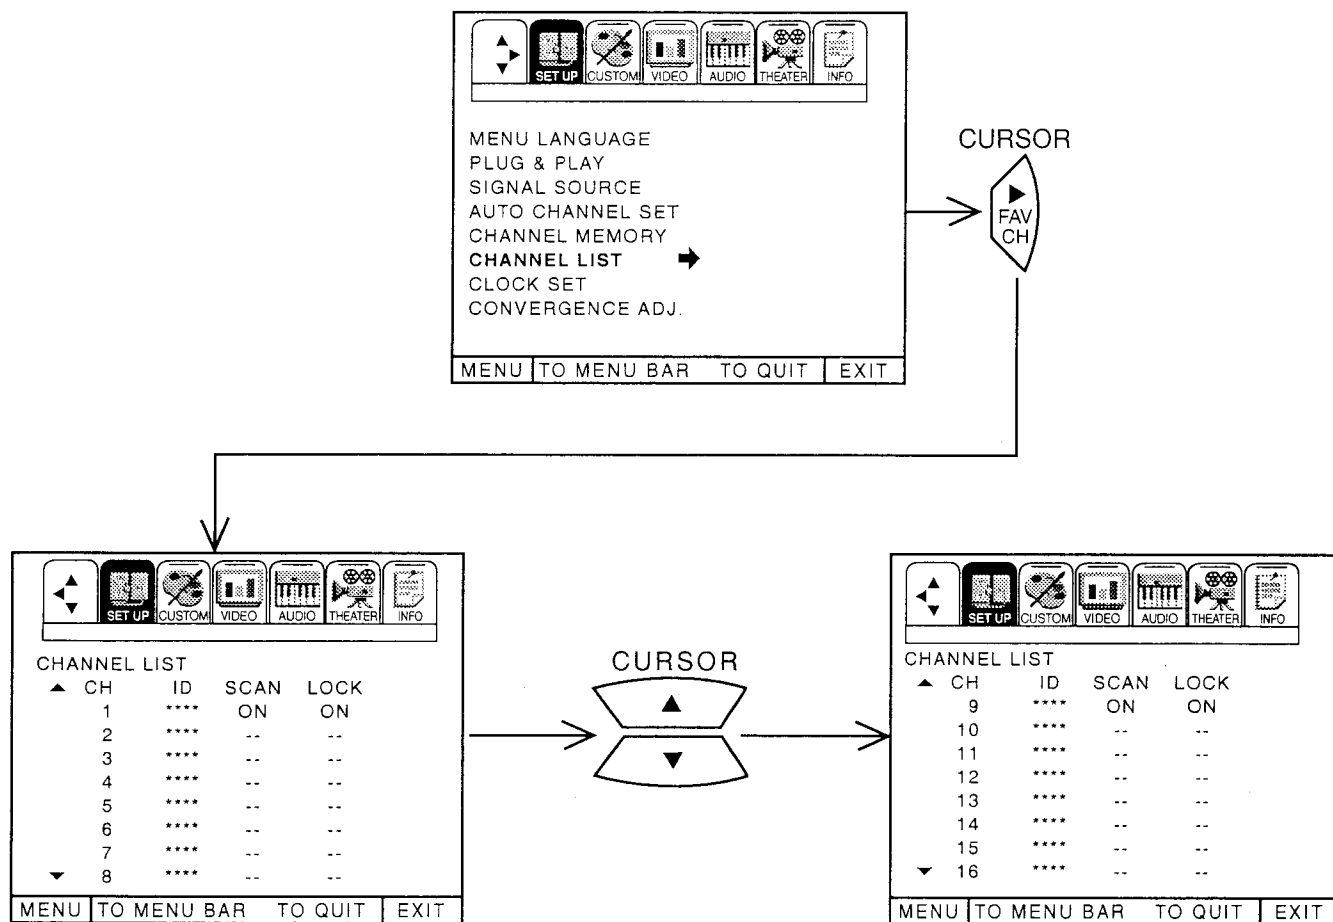 SET UP CUSTOM VIDEO AUDIO THEATER INFO
MENU LANGUAGE
PLUG & PLAY
SIGNAL SOURCE
AUTO CHANNEL SET
CHANNEL MEMORY
CHANNEL LIST
CLOCK SET
CONVERGENCE ADJ.
MENU TO MENU BAR TO QUIT EXIT
CURSOR
FAV
CH
SET UP CUSTOM VIDEO AUDIO THEATER INFO
CHANNEL LIST
CH ID SCAN LOCK
1 **** ON ON
2 **** -- --
3 **** -- --
4 **** -- --
5 **** -- --
6 **** -- --
7 **** -- --
8 **** -- --
MENU TO MENU BAR TO QUIT EXIT
CURSOR
SET UP CUSTOM VIDEO AUDIO THEATER INFO
CHANNEL LIST
CH ID SCAN LOCK
9 **** ON ON
10 **** -- --
11 **** -- --
12 **** -- --
13 **** -- --
14 **** -- --
15 **** -- --
16 **** -- --
MENU TO MENU BAR TO QUIT EXIT